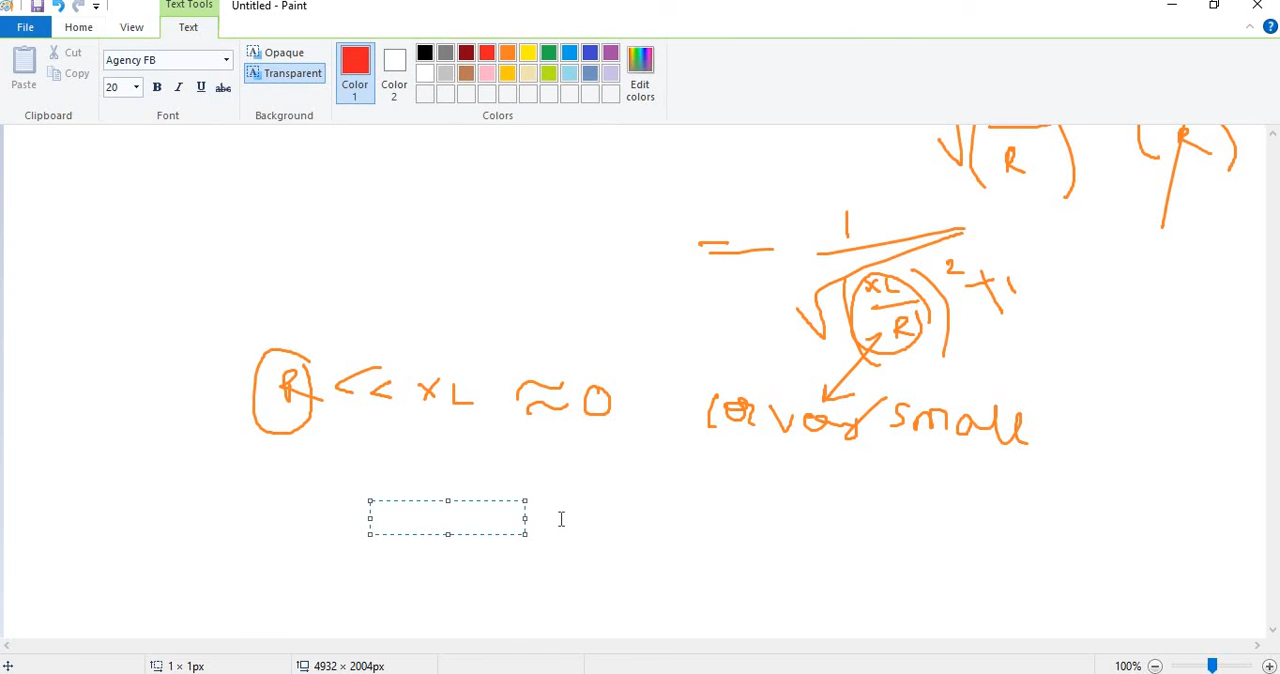 Text Tools
Untitled - Paint
File Home View Text
Paste
Cut
Copy
Clipboard
Agency FB
20
B I U abc
Font
Opaque
Transparent
Background
Color 1
Color 2
Edit colors
Colors
R
R
= 1
√(XL/R)² + 1
R << XL ≈ 0 small
1 × 1px
4932 × 2004px
100%